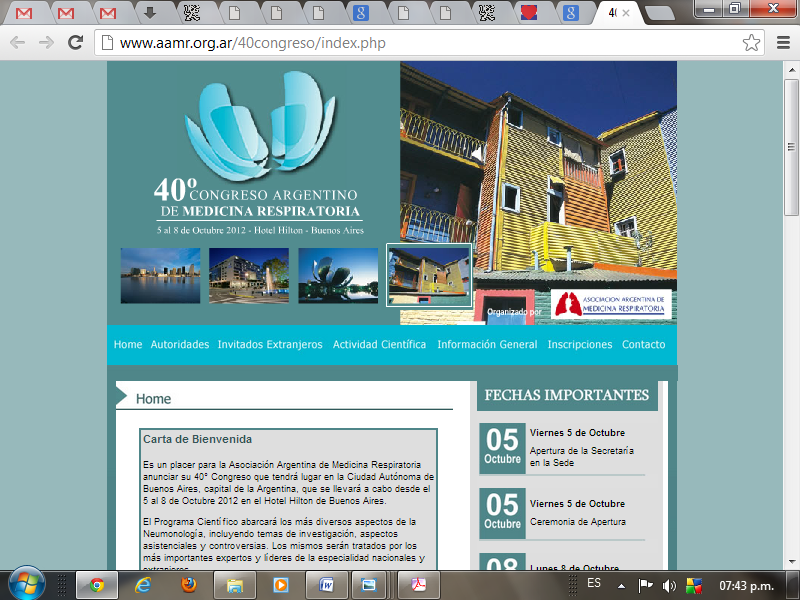 40
www.aamr.org.ar/40congreso/index.php
40º CONGRESO ARGENTINO
DE MEDICINA RESPIRATORIA
5 al 8 de Octubre 2012 - Hotel Hilton - Buenos Aires
Organizado por
ASOCIACION ARGENTINA DE
MEDICINA RESPIRATORIA
Home Autoridades Invitados Extranjeros Actividad Científica Información General Inscripciones Contacto
Home
Carta de Bienvenida
Es un placer para la Asociación Argentina de Medicina Respiratoria
anunciar su 40° Congreso que tendrá lugar en la Ciudad Autónoma de
Buenos Aires, capital de la Argentina, que se llevará a cabo desde el
5 al 8 de Octubre 2012 en el Hotel Hilton de Buenos Aires.
El Programa Científico abarcará los más diversos aspectos de la
Neumonología, incluyendo temas de investigación, aspectos
asistenciales y controversias. Los mismos serán tratados por los
más importantes expertos y líderes de la especialidad nacionales y
extranjeros
FECHAS IMPORTANTES
05
Octubre
Viernes 5 de Octubre
Apertura de la Secretaría
en la Sede
05
Octubre
Viernes 5 de Octubre
Ceremonia de Apertura
08
Lunes 8 de Octubre
ES
07:43 p.m.